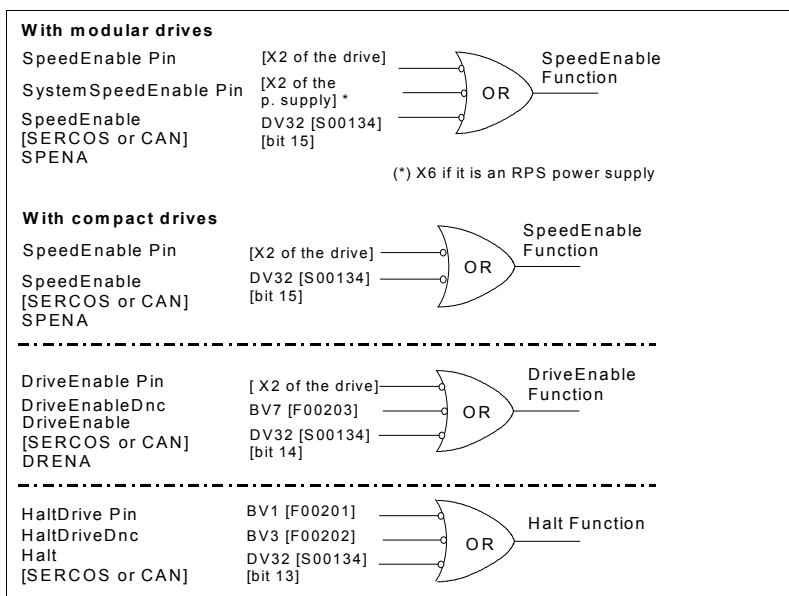 With modular drives
SpeedEnable Pin [X2 of the drive] SpeedEnable
Function
SystemSpeedEnable Pin [X2 of the
p. supply] * OR
SpeedEnable DV32 [S00134]
[SERCOS or CAN] [bit 15]
SPENA
(*) X6 if it is an RPS power supply
With compact drives
SpeedEnable
Function
SpeedEnable Pin [X2 of the drive]
OR
SpeedEnable DV32 [S00134]
[SERCOS or CAN] [bit 15]
SPENA
DriveEnable Pin [ X2 of the drive] DriveEnable
Function
DriveEnableDnc BV7 [F00203] OR
DriveEnable DV32 [S00134]
[SERCOS or CAN] [bit 14]
DRENA
HaltDrive Pin BV1 [F00201] Halt Function
HaltDriveDnc BV3 [F00202] OR
Halt DV32 [S00134]
[SERCOS or CAN] [bit 13]